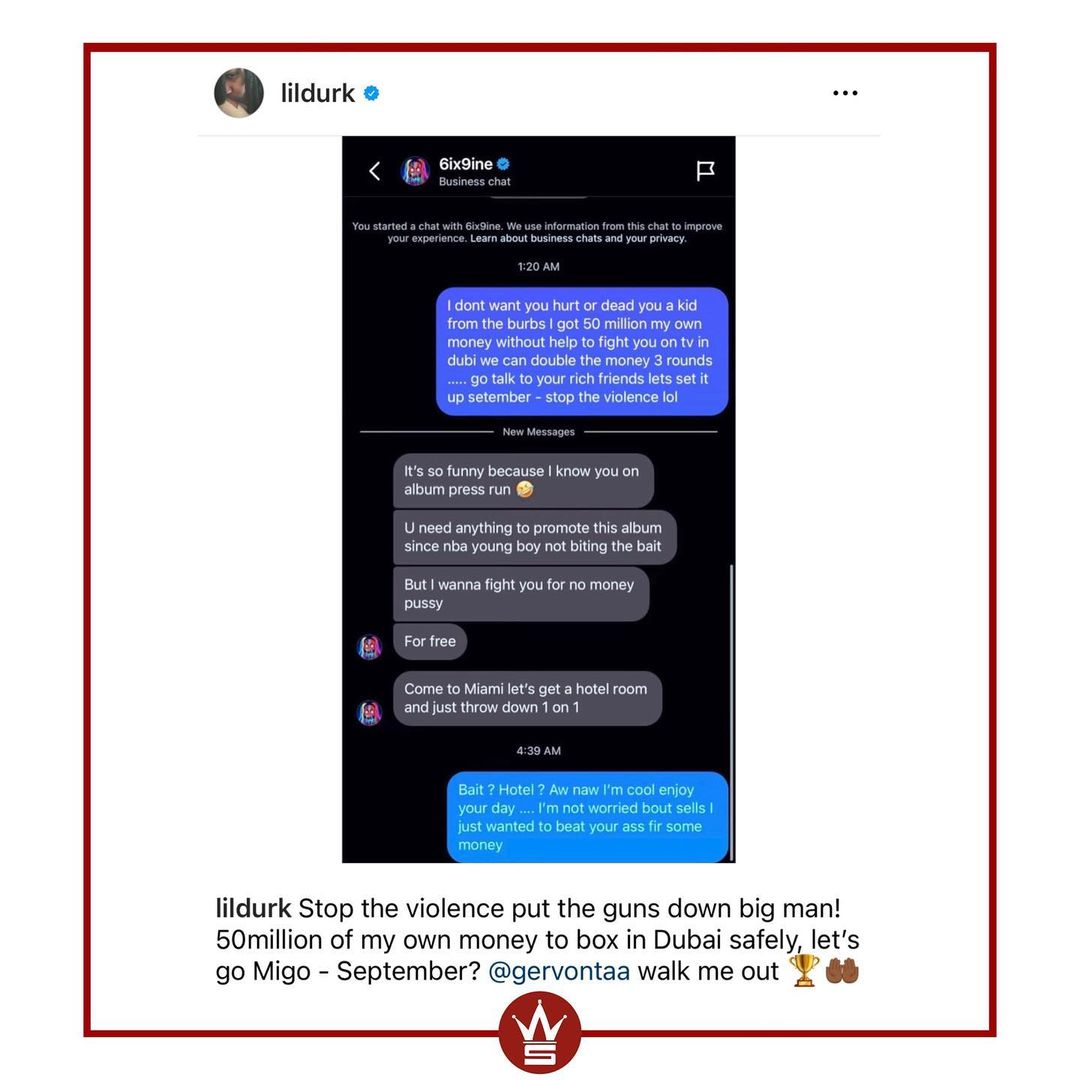 lildurk
6ix9ine
Business chat
You started a chat with 6ix9ine. We use information from this chat to improve
your experience. Learn about business chats and your privacy.
1:20 AM
I dont want you hurt or dead you a kid
from the burbs I got 50 million my own
money without help to fight you on tv in
dubi we can double the money 3 rounds
..... go talk to your rich friends lets set it
up setember - stop the violence lol
New Messages
It's so funny because I know you on
album press run 🤣
U need anything to promote this album
since nba young boy not biting the bait
But I wanna fight you for no money
pussy
For free
Come to Miami let's get a hotel room
and just throw down 1 on 1
4:39 AM
Bait ? Hotel ? Aw naw I'm cool enjoy
your day .... I'm not worried bout sells I
just wanted to beat your ass fir some
money
lildurk Stop the violence put the guns down big man!
50million of my own money to box in Dubai safely, let's
go Migo - September? @gervontaa walk me out 🏆🙌🏾
W
S